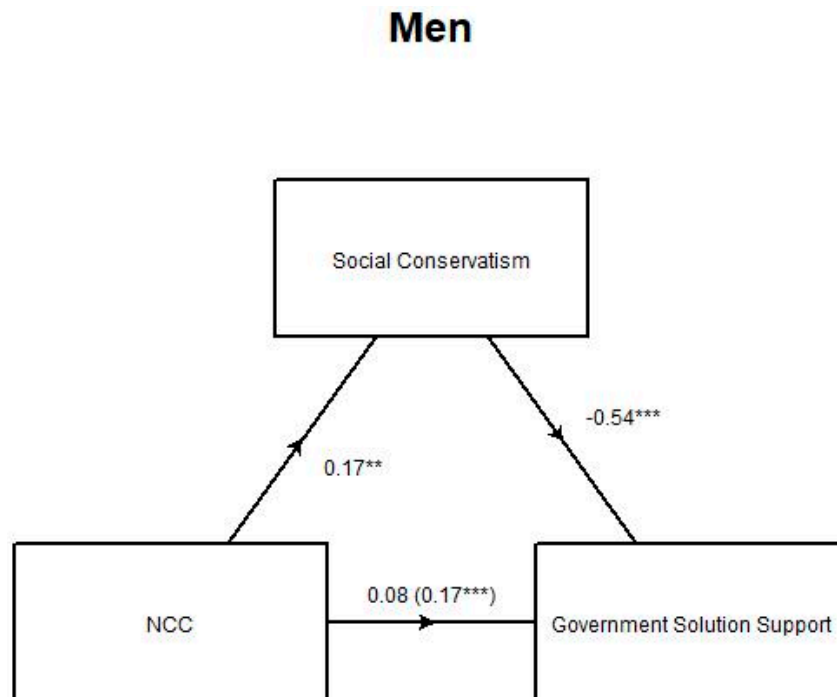 Men
Social Conservatism
-0.54***
0.17**
0.08 (0.17***)
NCC
Government Solution Support